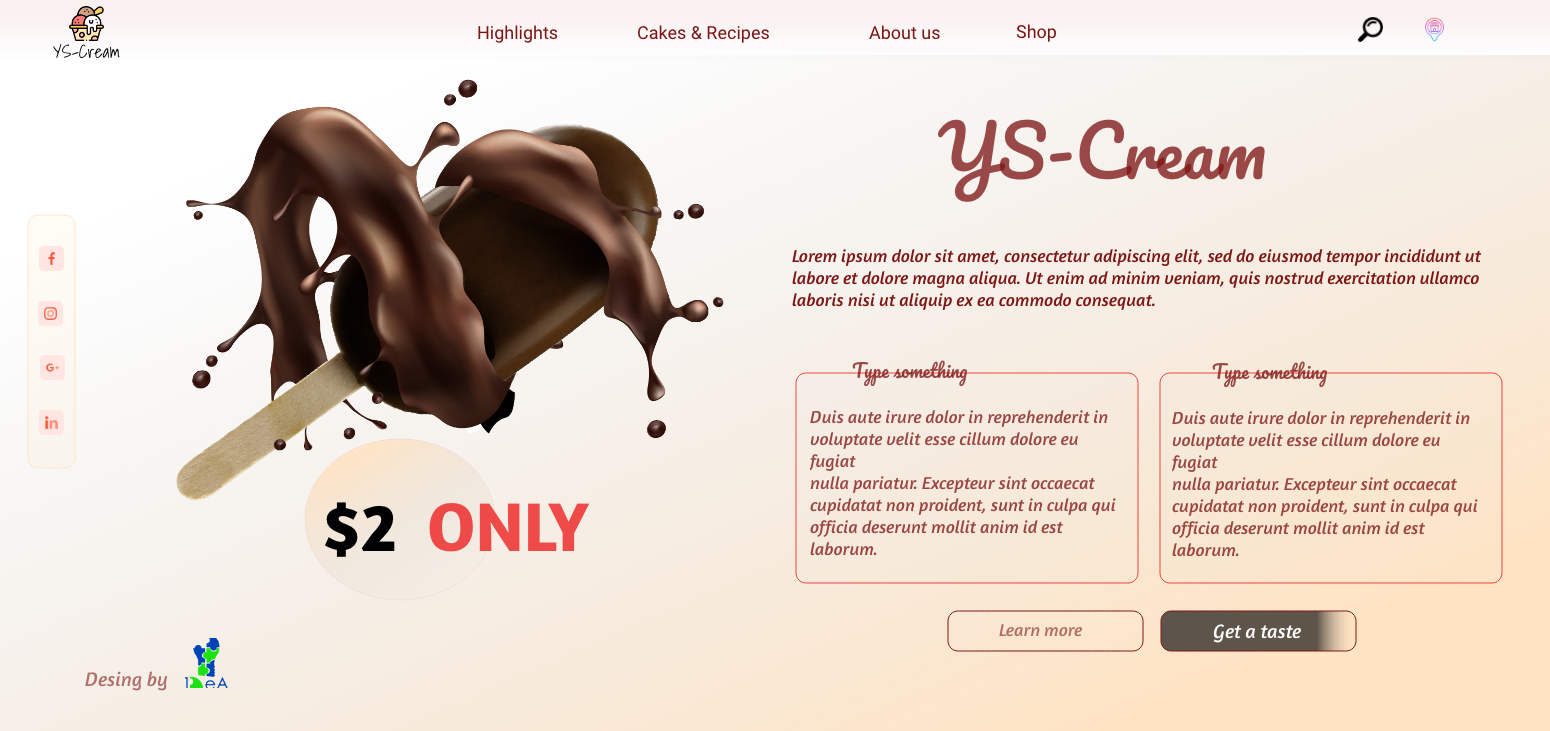 YS-Cream
Highlights
Cakes & Recipes
About us
Shop
YS-Cream
Lorem ipsum dolor sit amet, consectetur adipiscing elit, sed do eiusmod tempor incididunt ut
labore et dolore magna aliqua. Ut enim ad minim veniam, quis nostrud exercitation ullamco
laboris nisi ut aliquip ex ea commodo consequat.
f
G+
in
Type something
Duis aute irure dolor in reprehenderit in
voluptate velit esse cillum dolore eu
fugiat
nulla pariatur. Excepteur sint occaecat
cupidatat non proident, sunt in culpa qui
officia deserunt mollit anim id est
laborum.
Type something
Duis aute irure dolor in reprehenderit in
voluptate velit esse cillum dolore eu
fugiat
nulla pariatur. Excepteur sint occaecat
cupidatat non proident, sunt in culpa qui
officia deserunt mollit anim id est
laborum.
$2 ONLY
Learn more
Get a taste
Desing by